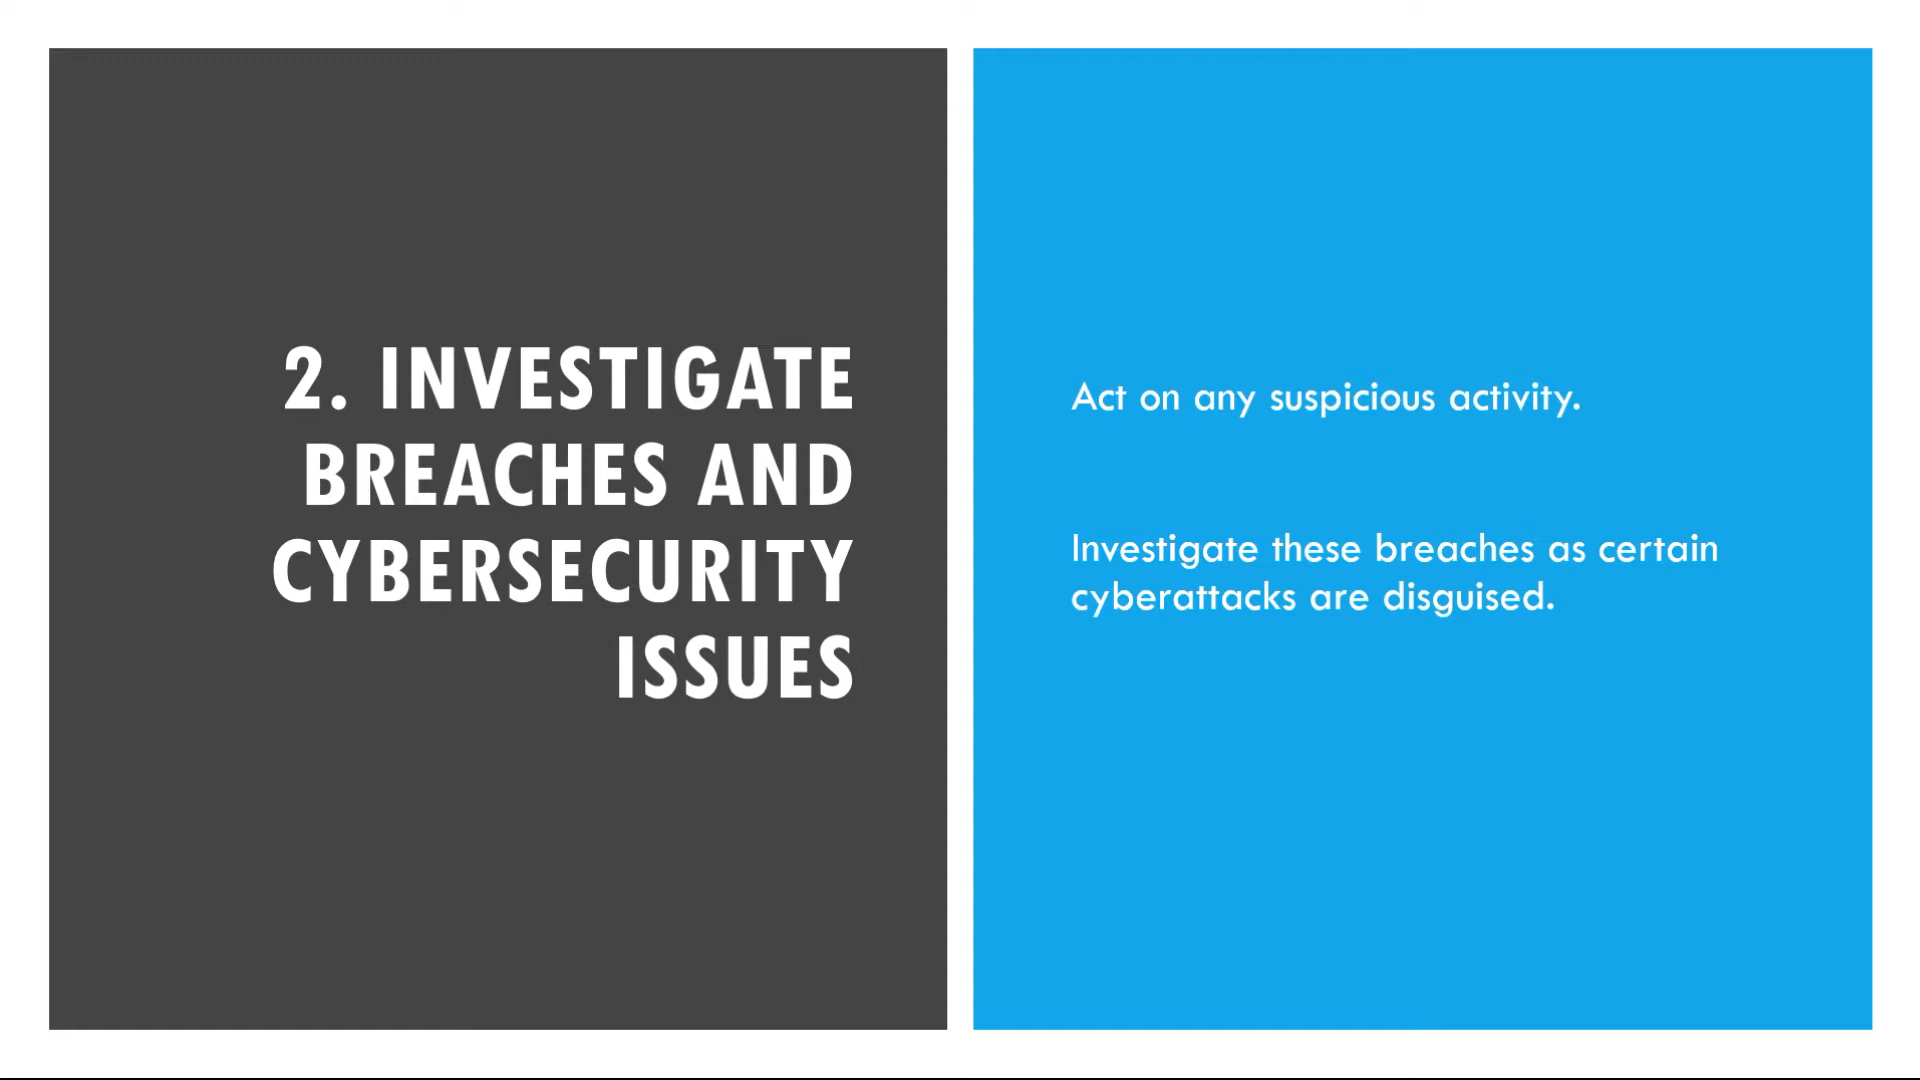 2. INVESTIGATE
BREACHES AND
CYBERSECURITY
ISSUES
Act on any suspicious activity.
Investigate these breaches as certain
cyberattacks are disguised.